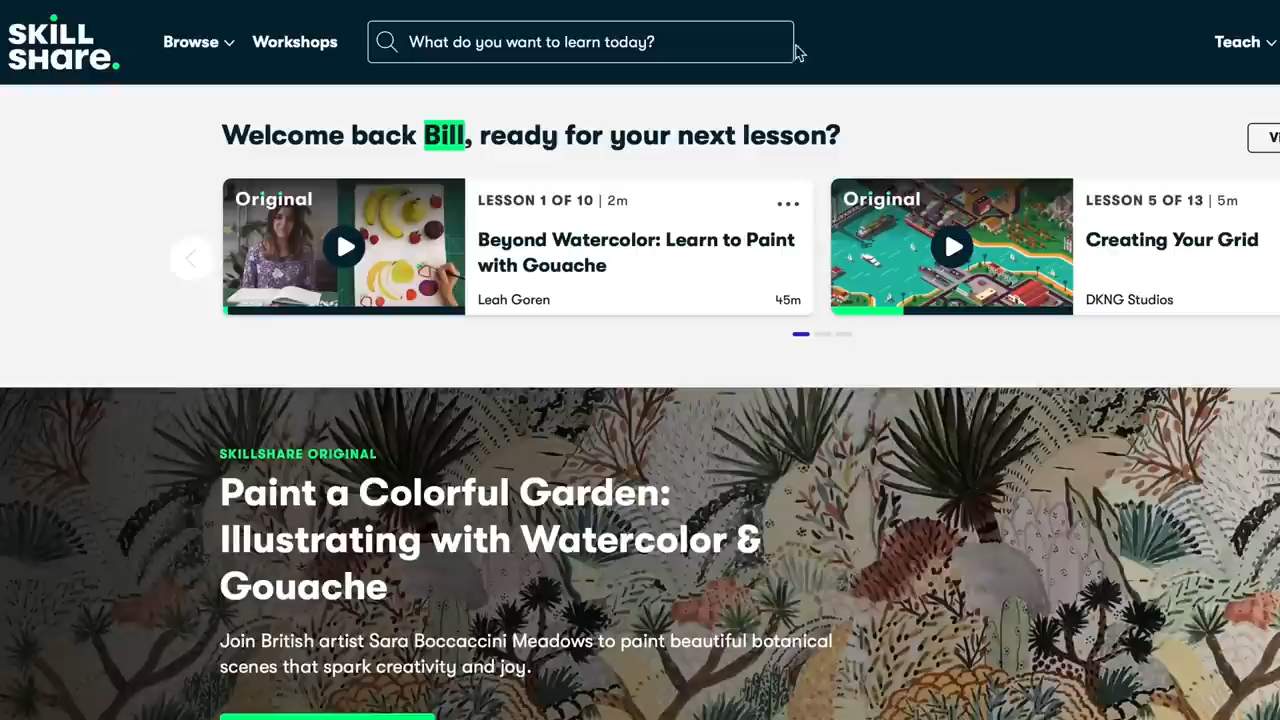 SKILL
SHARE.
Browse
Workshops
What do you want to learn today?
Teach
Welcome back Bill, ready for your next lesson?
Original
LESSON 1 OF 10 | 2m
Beyond Watercolor: Learn to Paint
with Gouache
Leah Goren
45m
Original
LESSON 5 OF 13 | 5m
Creating Your Grid
DKNG Studios
SKILLSHARE ORIGINAL
Paint a Colorful Garden:
Illustrating with Watercolor &
Gouache
Join British artist Sara Boccaccini Meadows to paint beautiful botanical
scenes that spark creativity and joy.